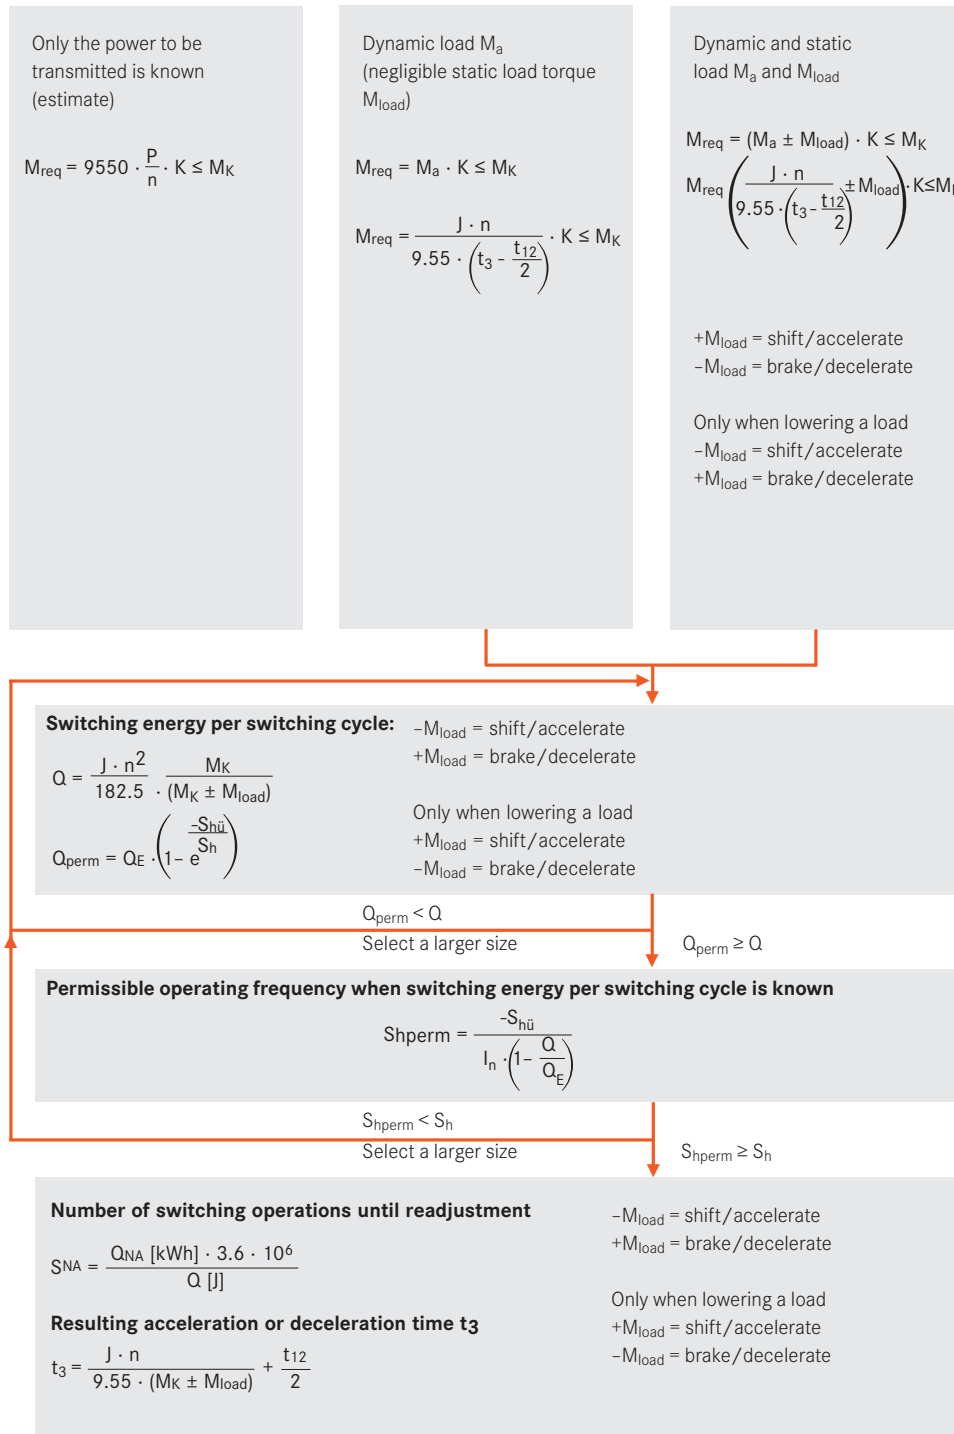 Only the power to be
transmitted is known
(estimate)
Mreq = 9550 · P/n · K ≤ MK
Dynamic load Ma
(negligible static load torque
Mload)
Mreq = Ma · K ≤ MK
Mreq = J · n / 9.55 · (t3 - t12/2) · K ≤ MK
Dynamic and static
load Ma and Mload
Mreq = (Ma ± Mload) · K ≤ MK
Mreq (J · n / 9.55 · (t3 - t12/2) ± Mload) · K≤M
+Mload = shift/accelerate
–Mload = brake/decelerate
Only when lowering a load
–Mload = shift/accelerate
+Mload = brake/decelerate
Switching energy per switching cycle:
Q = J · n² / 182.5 · MK / (MK ± Mload)
Qperm = QE · (1– e -Shü/Sh)
–Mload = shift/accelerate
+Mload = brake/decelerate
Only when lowering a load
+Mload = shift/accelerate
–Mload = brake/decelerate
Qperm < Q
Select a larger size
Qperm ≥ Q
Permissible operating frequency when switching energy per switching cycle is known
Shperm = -Shü / In · (1– Q/QE)
Shperm < Sh
Select a larger size
Shperm ≥ Sh
Number of switching operations until readjustment
SNA = QNA [kWh] · 3.6 · 10⁶ / Q [J]
Resulting acceleration or deceleration time t3
t3 = J · n / 9.55 · (MK ± Mload) + t12/2
–Mload = shift/accelerate
+Mload = brake/decelerate
Only when lowering a load
+Mload = shift/accelerate
–Mload = brake/decelerate